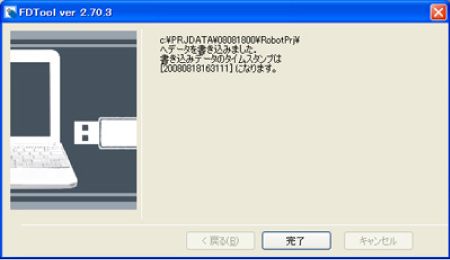 FDTool ver 2.70.3
c:¥PRJDATA¥08081800¥RobotPrj¥
へデータを書き込みました。
書き込みデータのタイムスタンプは
[20080818163111] になります。
< 戻る(B)
完了
キャンセル